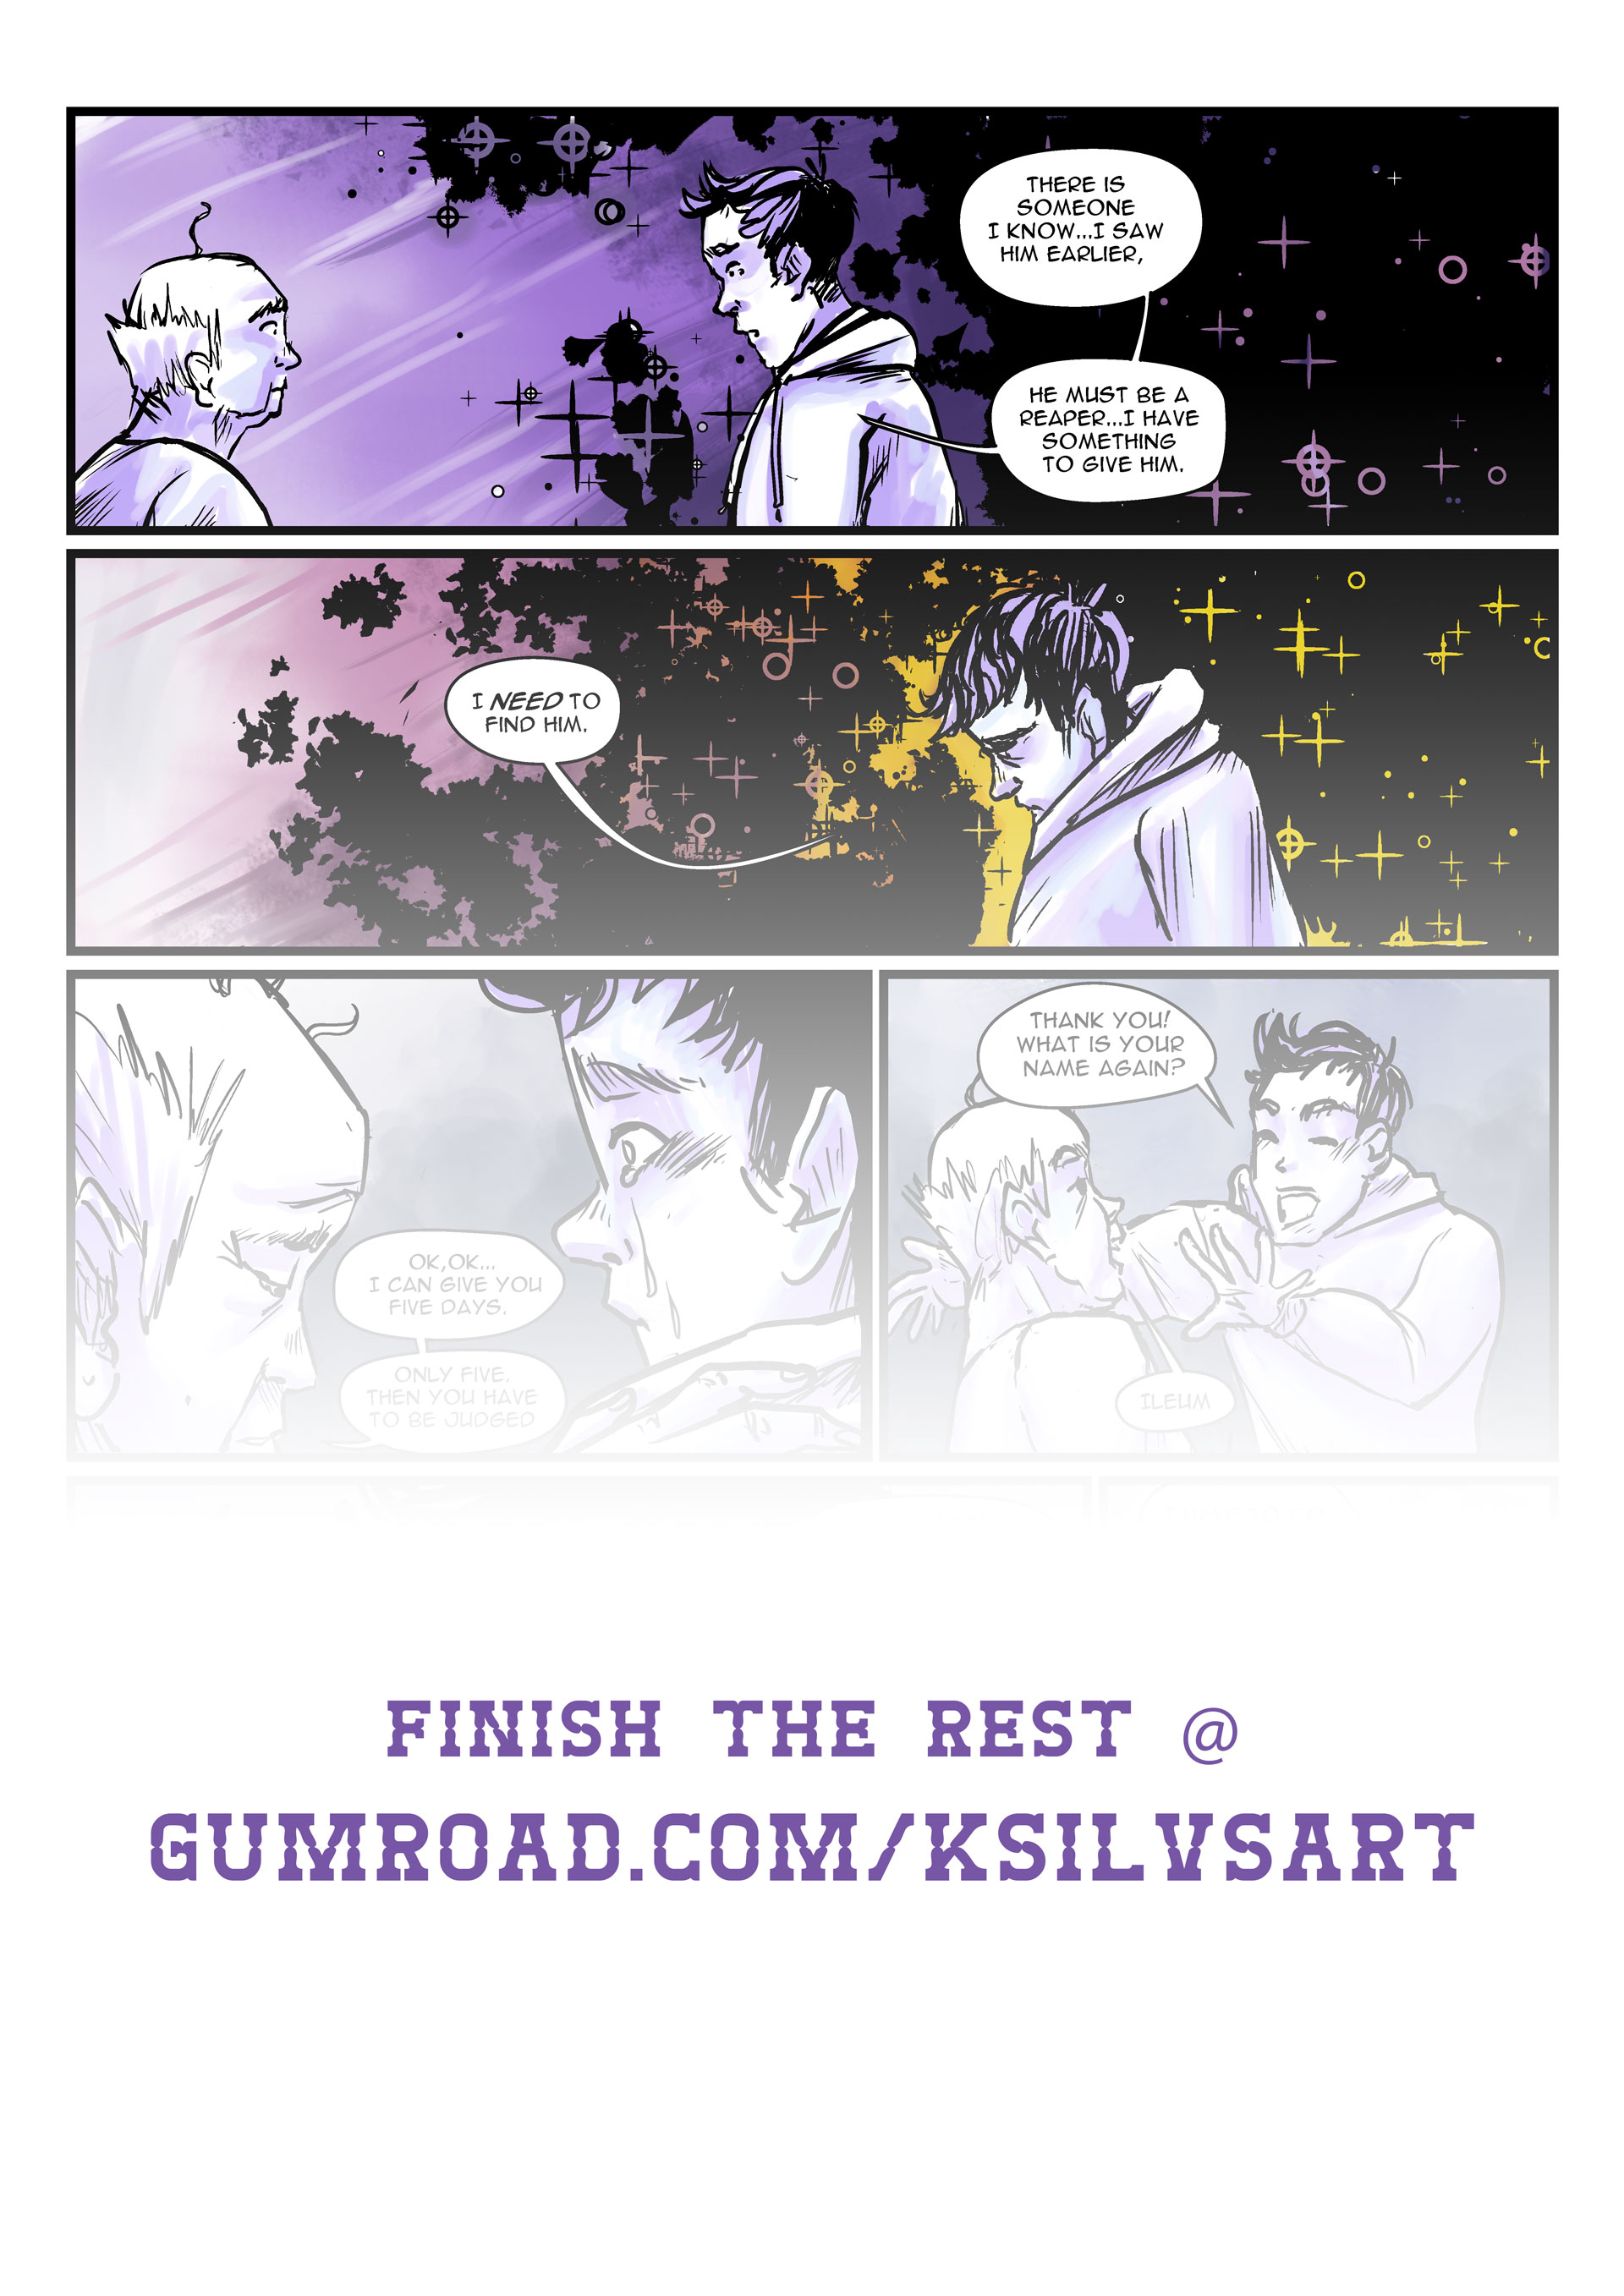 THERE IS
SOMEONE
I KNOW...I SAW
HIM EARLIER,
HE MUST BE A
REAPER...I HAVE
SOMETHING
TO GIVE HIM.
I NEED TO
FIND HIM.
OK,OK...
I CAN GIVE YOU
FIVE DAYS.
ONLY FIVE.
THEN YOU HAVE
TO BE JUDGED
THANK YOU!
WHAT IS YOUR
NAME AGAIN?
ILEUM
FINISH THE REST @
GUMROAD.COM/KSILVSART